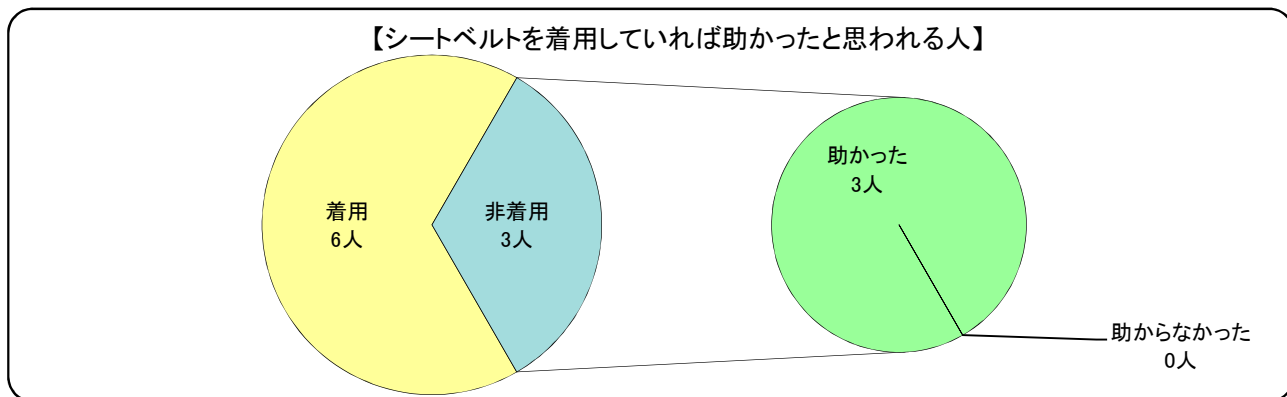 【シートベルトを着用していれば助かったと思われる人】
着用
6人
非着用
3人
助かった
3人
助からなかった
0人